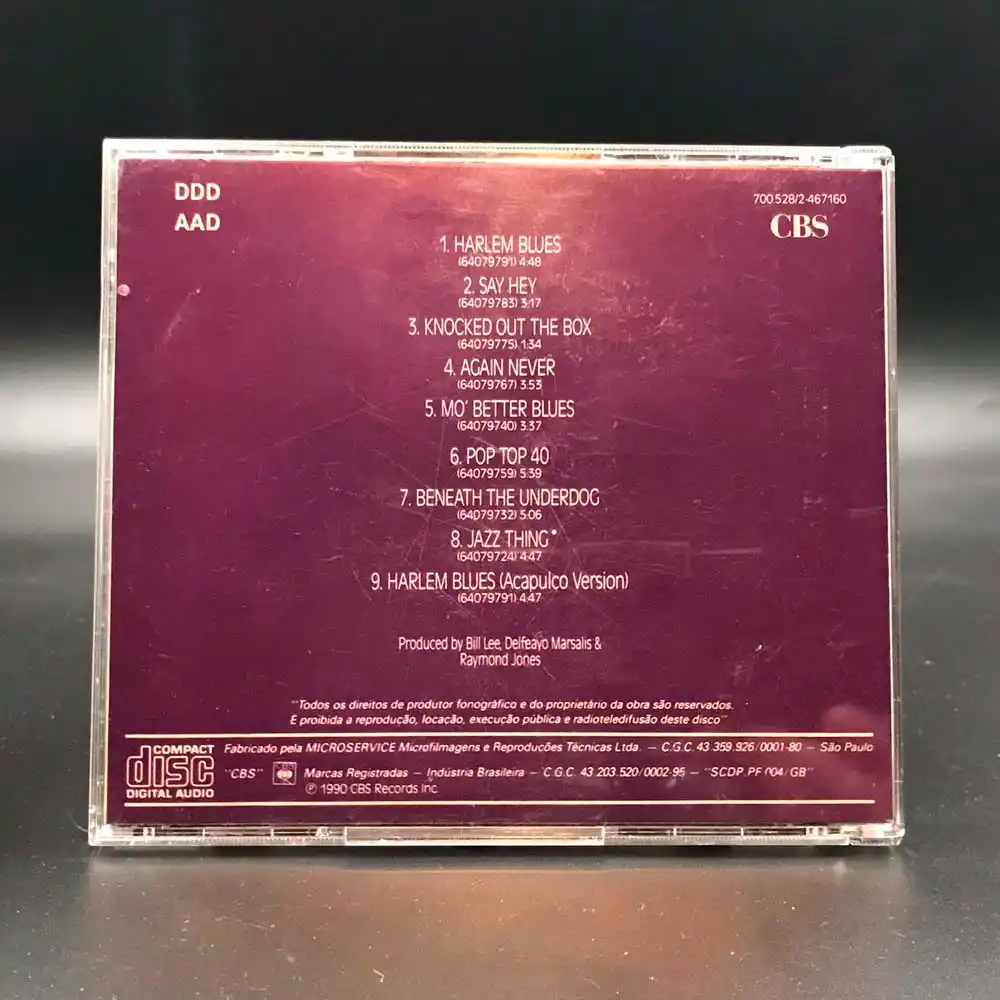 DDD
AAD
700.528/2-467160
CBS
1. HARLEM BLUES
(64079791) 4:48
2. SAY HEY
(64079783) 3:17
3. KNOCKED OUT THE BOX
(64079775) 1:34
4. AGAIN NEVER
(64079767) 3:53
5. MO' BETTER BLUES
(64079740) 3:37
6. POP TOP 40
(64079759) 5:39
7. BENEATH THE UNDERDOG
(64079732) 5:06
8. JAZZ THING*
(64079724) 4:47
9. HARLEM BLUES (Acapulco Version)
(64079791) 4:47
Produced by Bill Lee, Delfeayo Marsalis &
Raymond Jones
"Todos os direitos de produtor fonográfico e do proprietário da obra são reservados.
E proibida a reprodução, locação, execução pública e radioteledifusão deste disco"
COMPACT
disc
DIGITAL AUDIO
Fabricado pela MICROSERVICE Microfilmagens e Reproduções Técnicas Ltda. — C.G.C. 43.359.926/0001-80 — São Paulo
"CBS" Marcas Registradas — Indústria Brasileira — C.G.C. 43.203.520/0002-95 — "SCDP.PF.004/GB"
℗ 1990 CBS Records Inc.